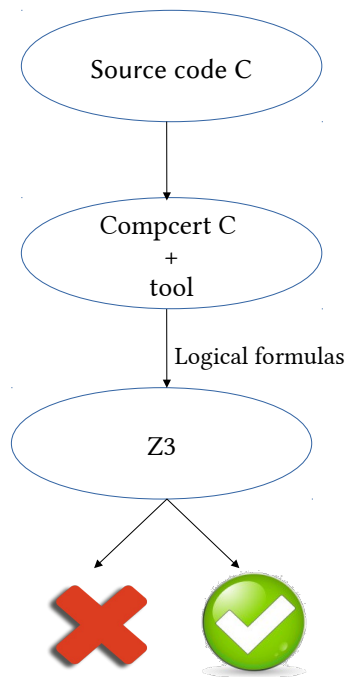 Source code C
Compcert C
+
tool
Logical formulas
Z3